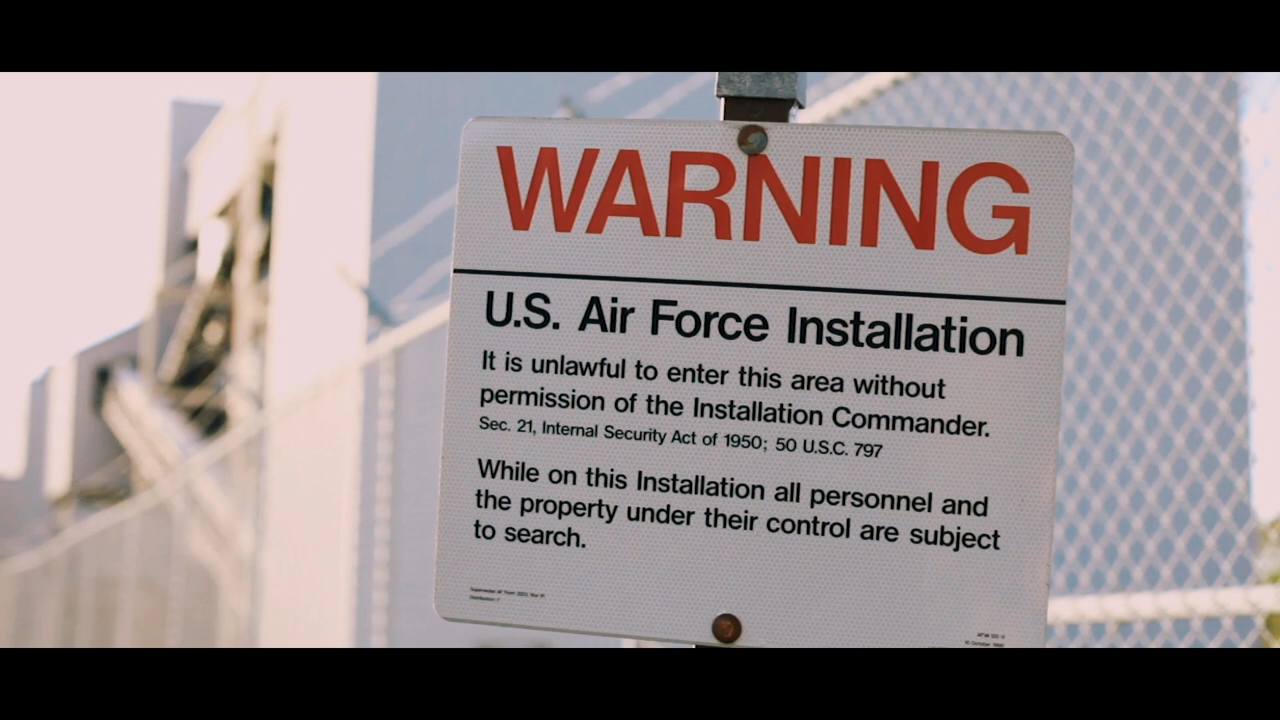 WARNING
U.S. Air Force Installation
It is unlawful to enter this area without
permission of the Installation Commander.
Sec. 21, Internal Security Act of 1950; 50 U.S.C. 797
While on this Installation all personnel and
the property under their control are subject
to search.